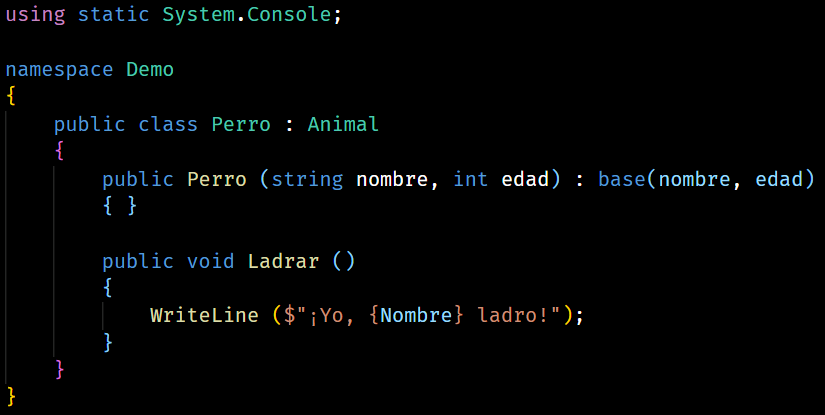 using static System.Console;

namespace Demo
{
    public class Perro : Animal
    {
        public Perro (string nombre, int edad) : base(nombre, edad)
        { }

        public void Ladrar ()
        {
            WriteLine ($"¡Yo, {Nombre} ladro!");
        }
    }
}